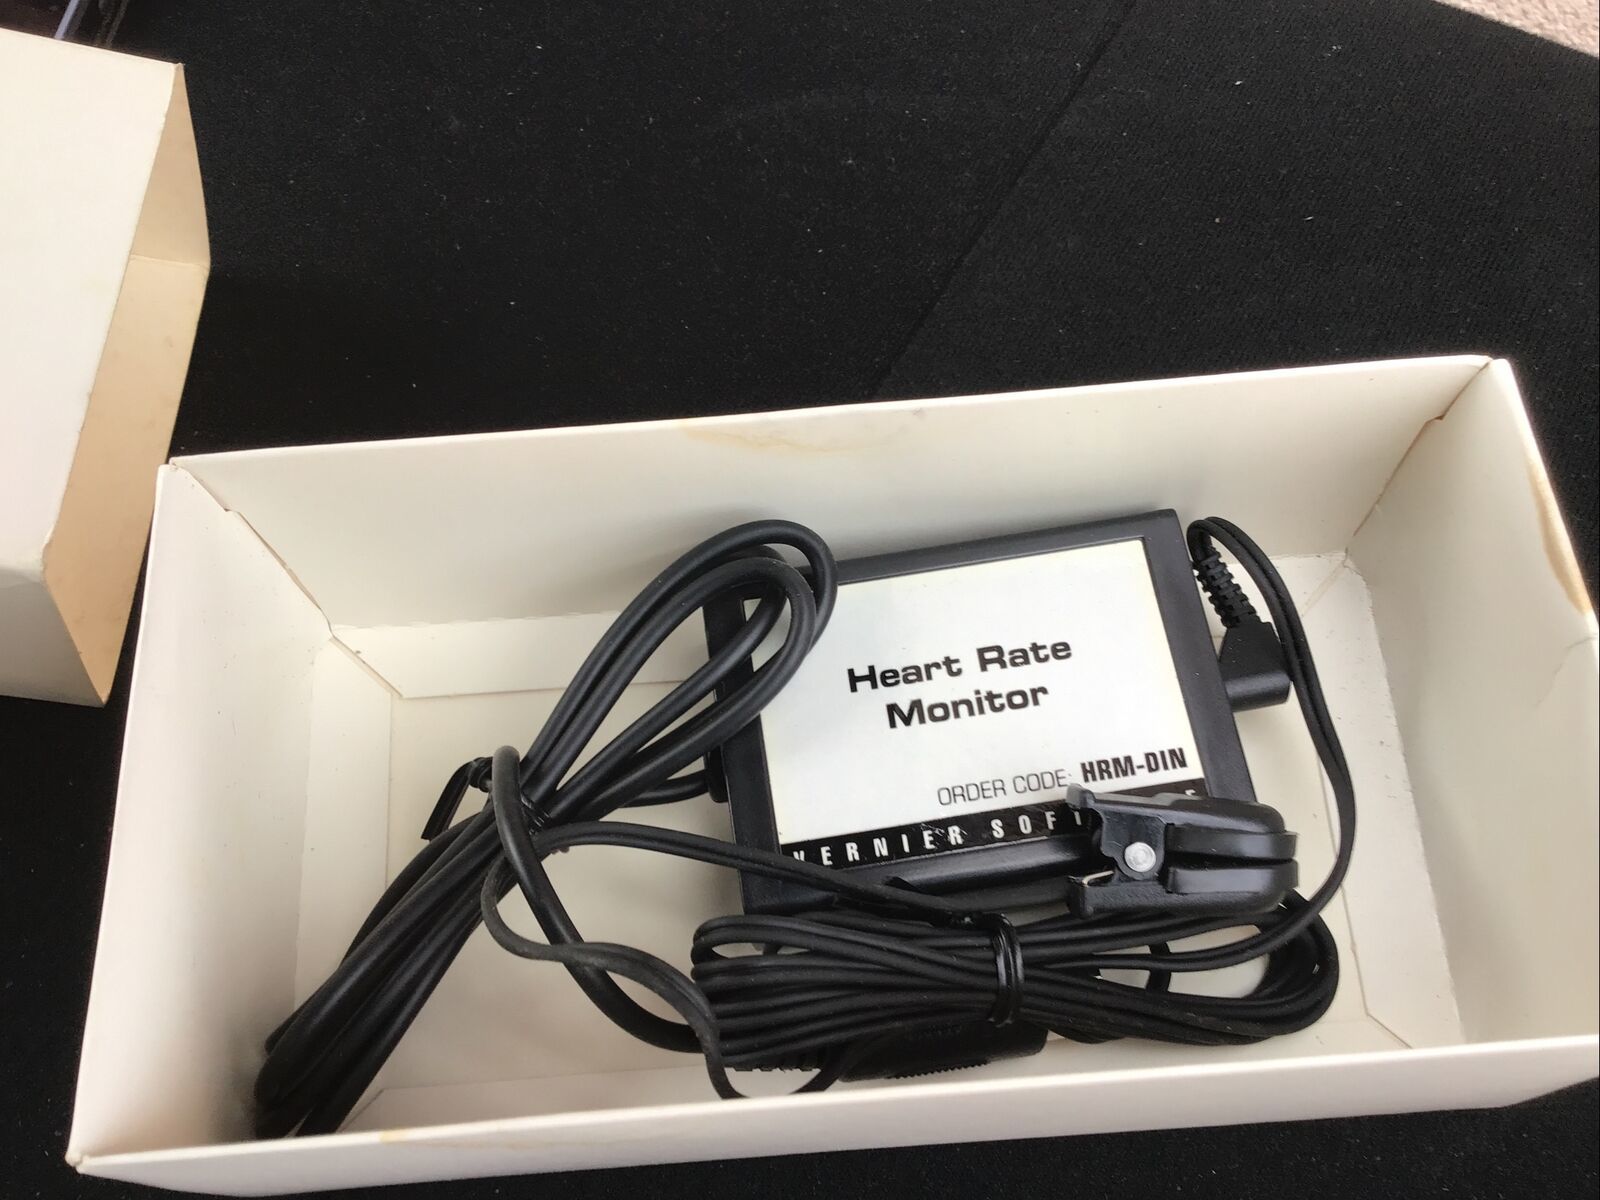 Heart Rate
Monitor
ORDER CODE: HRM-DIN
VERNIER SOFT